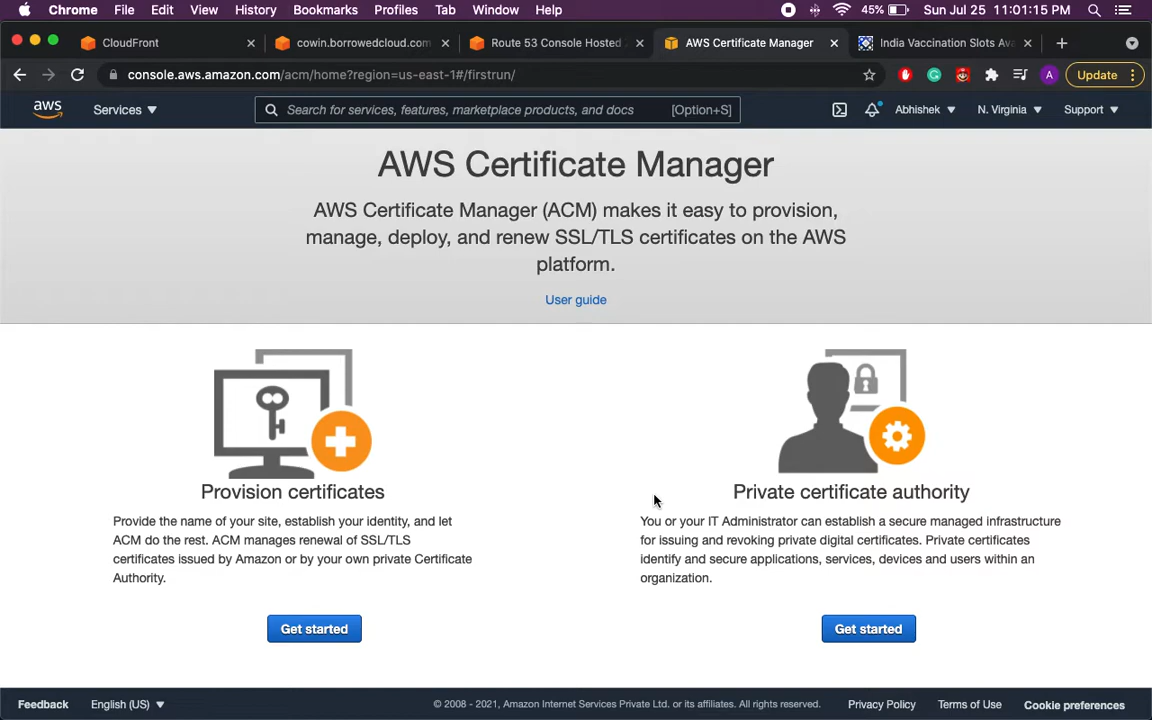 Chrome File Edit View History Bookmarks Profiles Tab Window Help 45% Sun Jul 25 11:01:15 PM
CloudFront cowin.borrowedcloud.com Route 53 Console Hosted AWS Certificate Manager India Vaccination Slots Ava
console.aws.amazon.com/acm/home?region=us-east-1#/firstrun/ A Update
aws Services Search for services, features, marketplace products, and docs [Option+S] Abhishek N. Virginia Support
AWS Certificate Manager
AWS Certificate Manager (ACM) makes it easy to provision,
manage, deploy, and renew SSL/TLS certificates on the AWS
platform.
User guide
Provision certificates
Provide the name of your site, establish your identity, and let
ACM do the rest. ACM manages renewal of SSL/TLS
certificates issued by Amazon or by your own private Certificate
Authority.
Get started
Private certificate authority
You or your IT Administrator can establish a secure managed infrastructure
for issuing and revoking private digital certificates. Private certificates
identify and secure applications, services, devices and users within an
organization.
Get started
Feedback English (US) © 2008 - 2021, Amazon Internet Services Private Ltd. or its affiliates. All rights reserved. Privacy Policy Terms of Use Cookie preferences